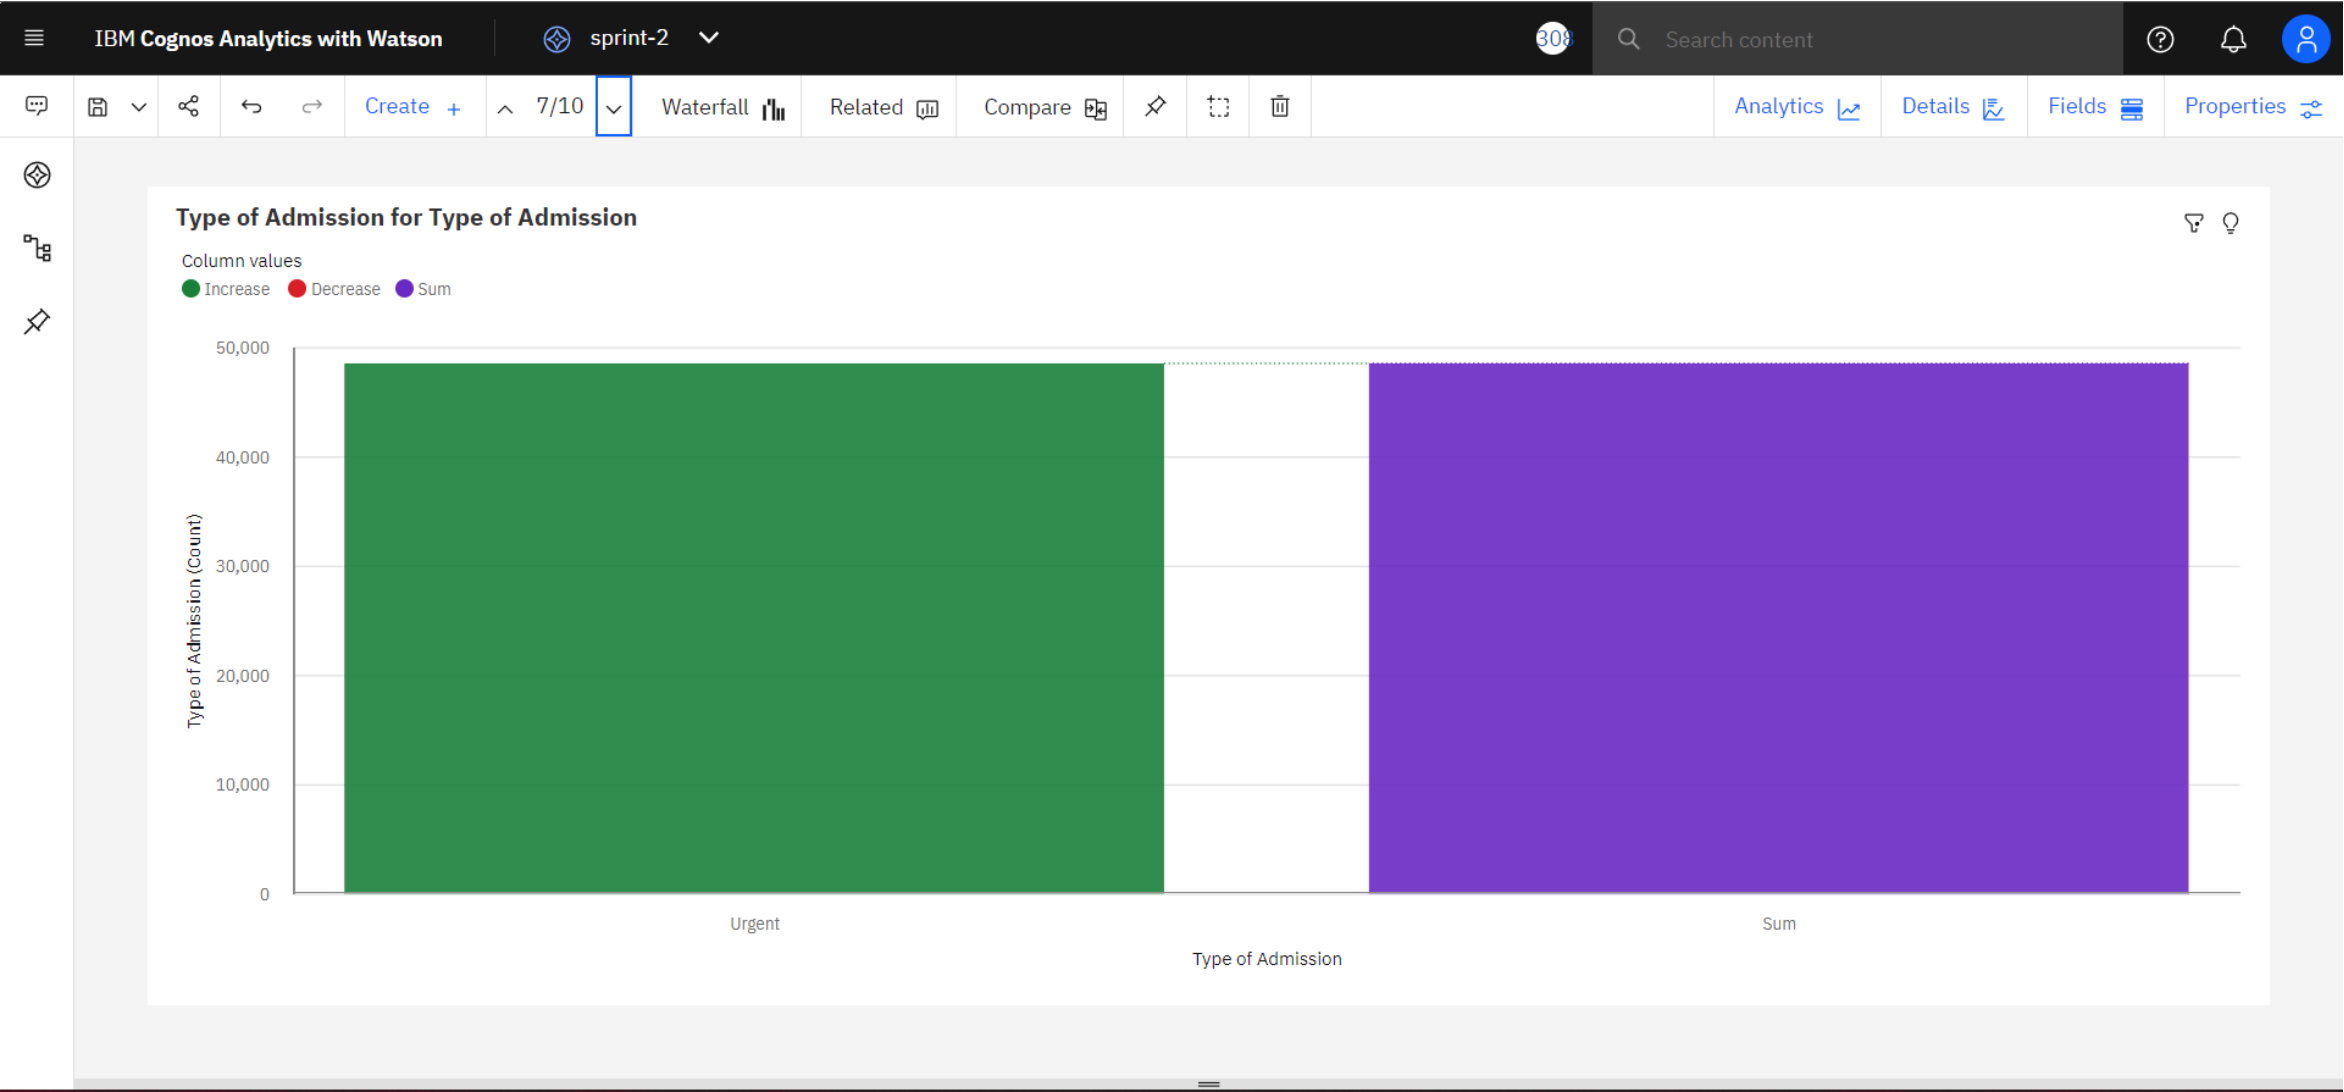 IBM Cognos Analytics with Watson
sprint-2
308
Search content
Create +
7/10
Waterfall
Related
Compare
Analytics
Details
Fields
Properties
Type of Admission for Type of Admission
Column values
Increase Decrease Sum
50,000
40,000
30,000
20,000
10,000
0
Type of Admission (Count)
Urgent
Sum
Type of Admission